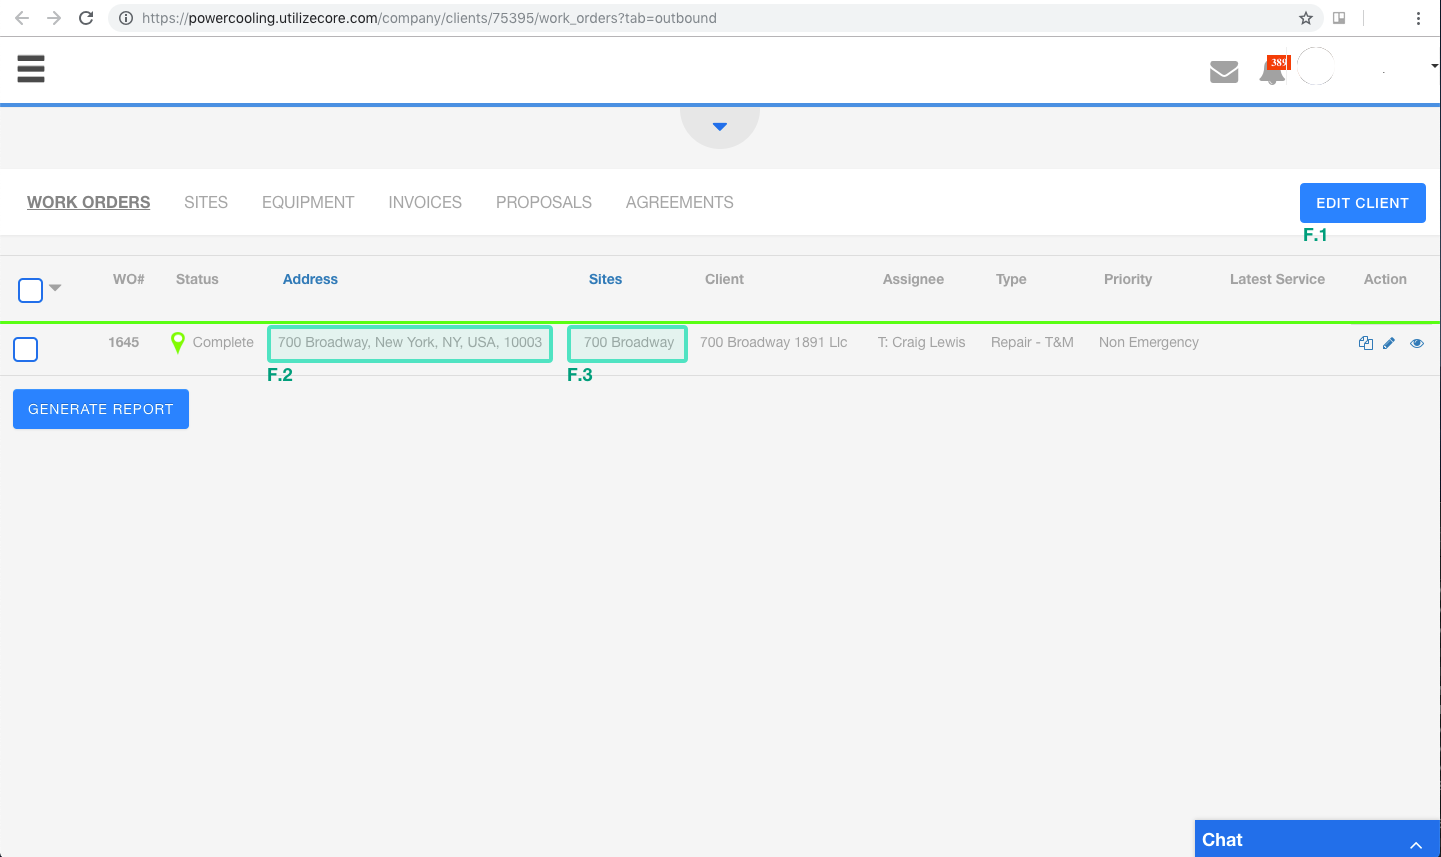 https://powercooling.utilizecore.com/company/clients/75395/work_orders?tab=outbound
389
WORK ORDERS SITES EQUIPMENT INVOICES PROPOSALS AGREEMENTS EDIT CLIENT
F.1
WO# Status Address Sites Client Assignee Type Priority Latest Service Action
1645 Complete 700 Broadway, New York, NY, USA, 10003 700 Broadway 700 Broadway 1891 Llc T: Craig Lewis Repair - T&M Non Emergency
F.2 F.3
GENERATE REPORT
Chat